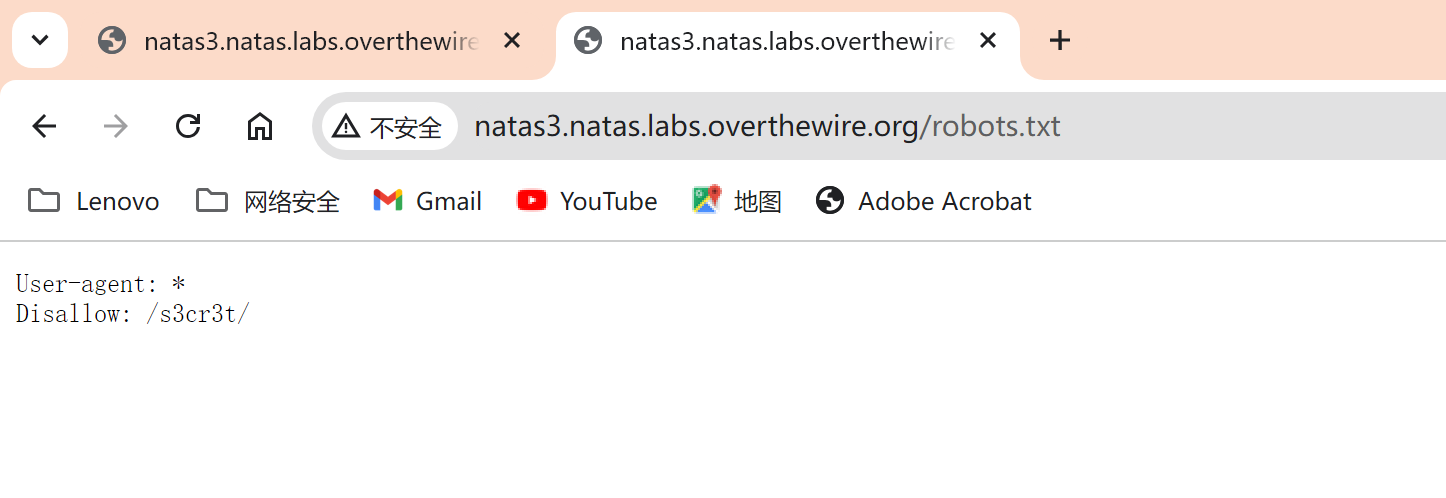 natas3.natas.labs.overthewire
natas3.natas.labs.overthewire
不安全
natas3.natas.labs.overthewire.org/robots.txt
Lenovo
网络安全
Gmail
YouTube
地图
Adobe Acrobat
User-agent: *
Disallow: /s3cr3t/